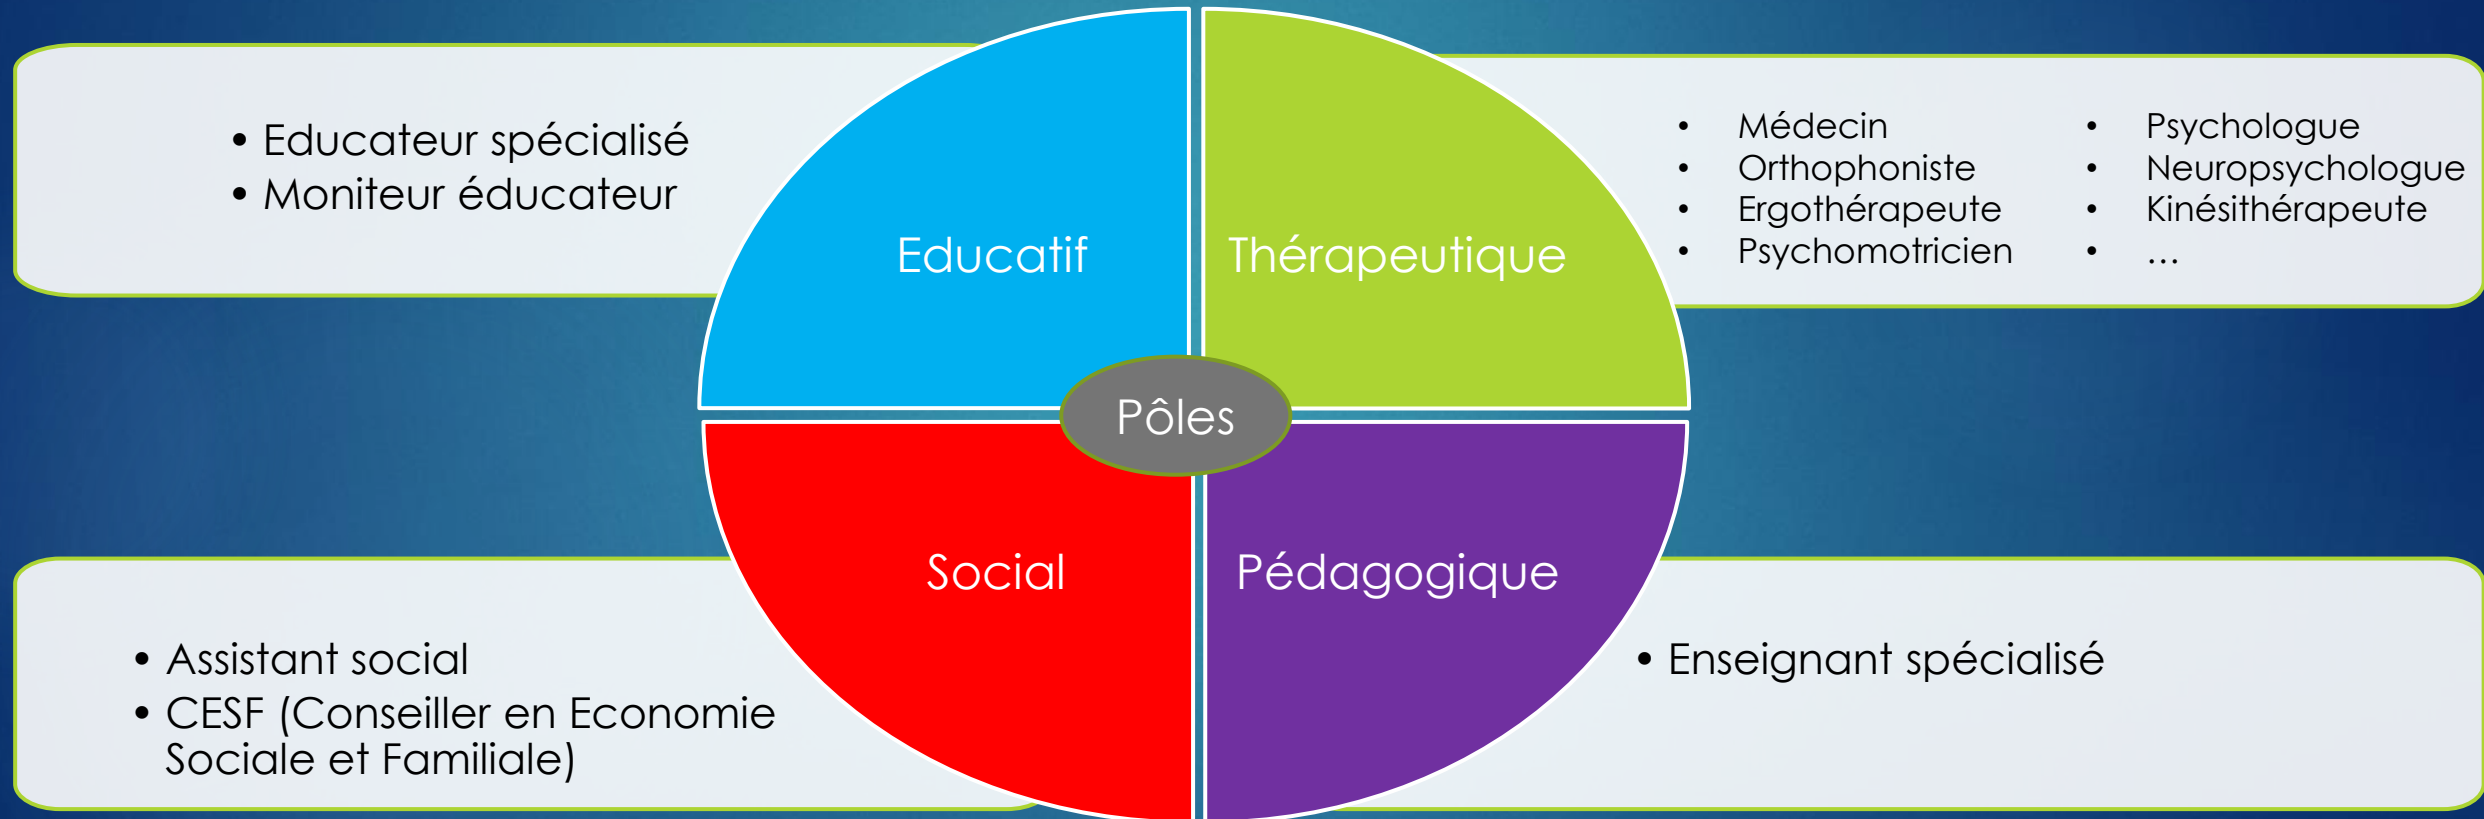 • Educateur spécialisé
• Moniteur éducateur
Educatif
Thérapeutique
• Médecin
• Orthophoniste
• Ergothérapeute
• Psychomotricien
• Psychologue
• Neuropsychologue
• Kinésithérapeute
• …
Pôles
Social
Pédagogique
• Assistant social
• CESF (Conseiller en Economie
Sociale et Familiale)
• Enseignant spécialisé